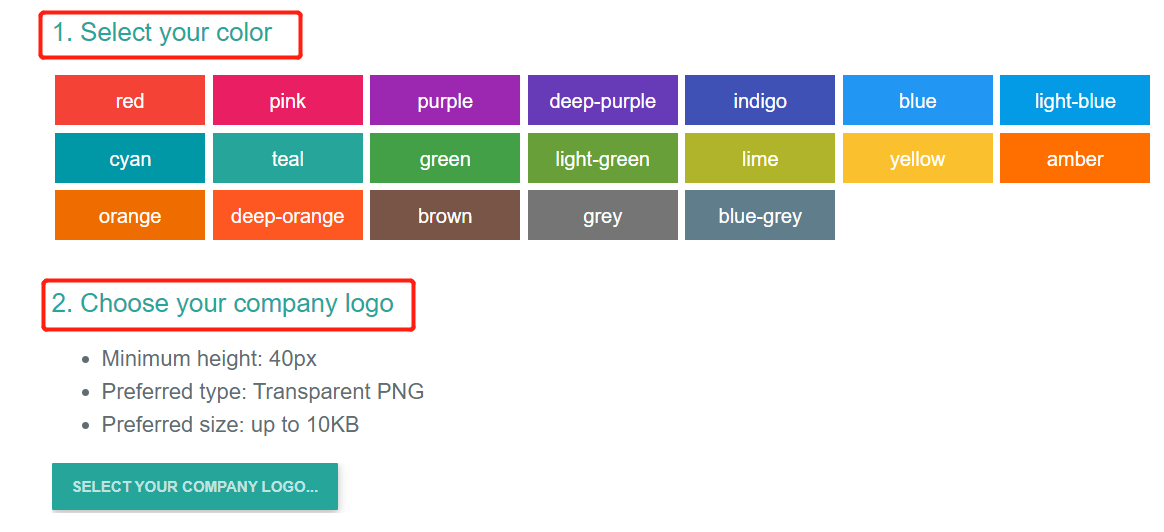 1. Select your color
red pink purple deep-purple indigo blue light-blue
cyan teal green light-green lime yellow amber
orange deep-orange brown grey blue-grey
2. Choose your company logo
Minimum height: 40px
Preferred type: Transparent PNG
Preferred size: up to 10KB
SELECT YOUR COMPANY LOGO...